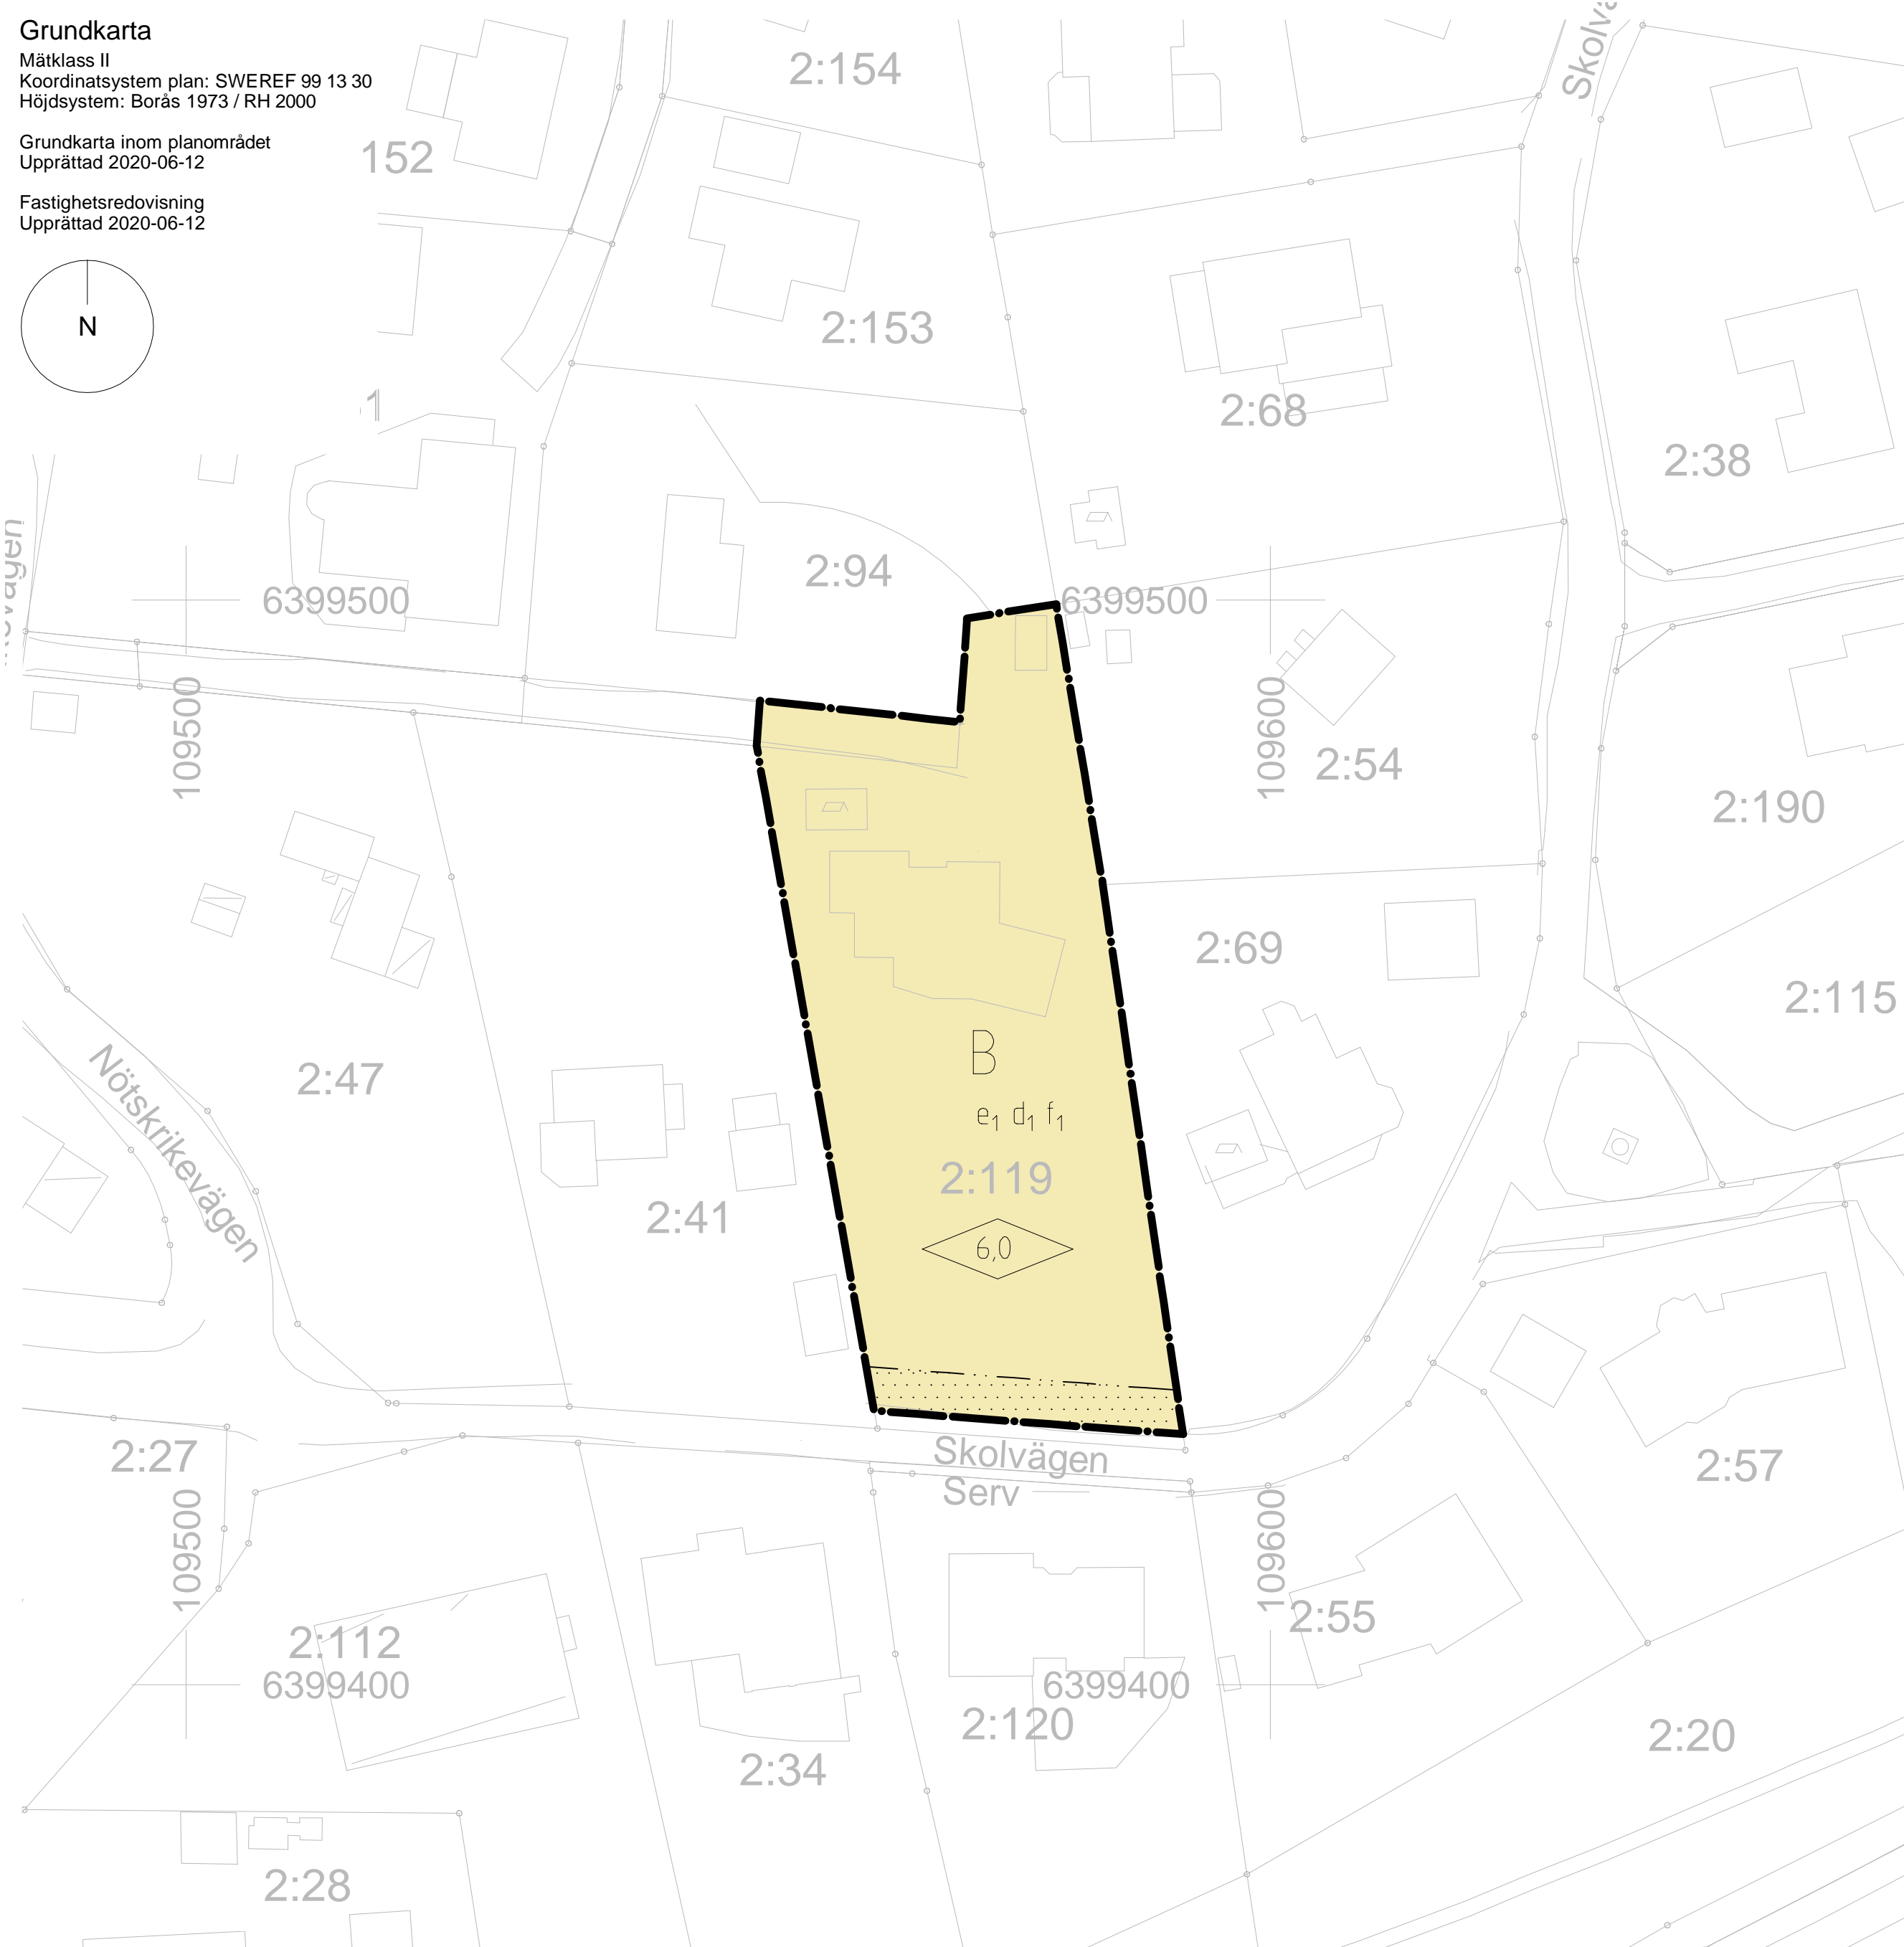 Grundkarta
Mätklass II
Koordinatsystem plan: SWEREF 99 13 30
Höjdsystem: Borås 1973 / RH 2000
Grundkarta inom planområdet
Upprättad 2020-06-12
Fastighetsredovisning
Upprättad 2020-06-12
N
2:154
152
2:153
2:68
2:38
1
2:94
6399500
6399500
109500
109600
2:54
2:190
2:69
2:115
B
2:47
Nötskrikevägen
e1 d1 f1
2:119
2:41
6,0
2:27
Skolvägen
Serv
2:57
109500
109600
2:112
2:55
6399400
6399400
2:120
2:34
2:20
2:28